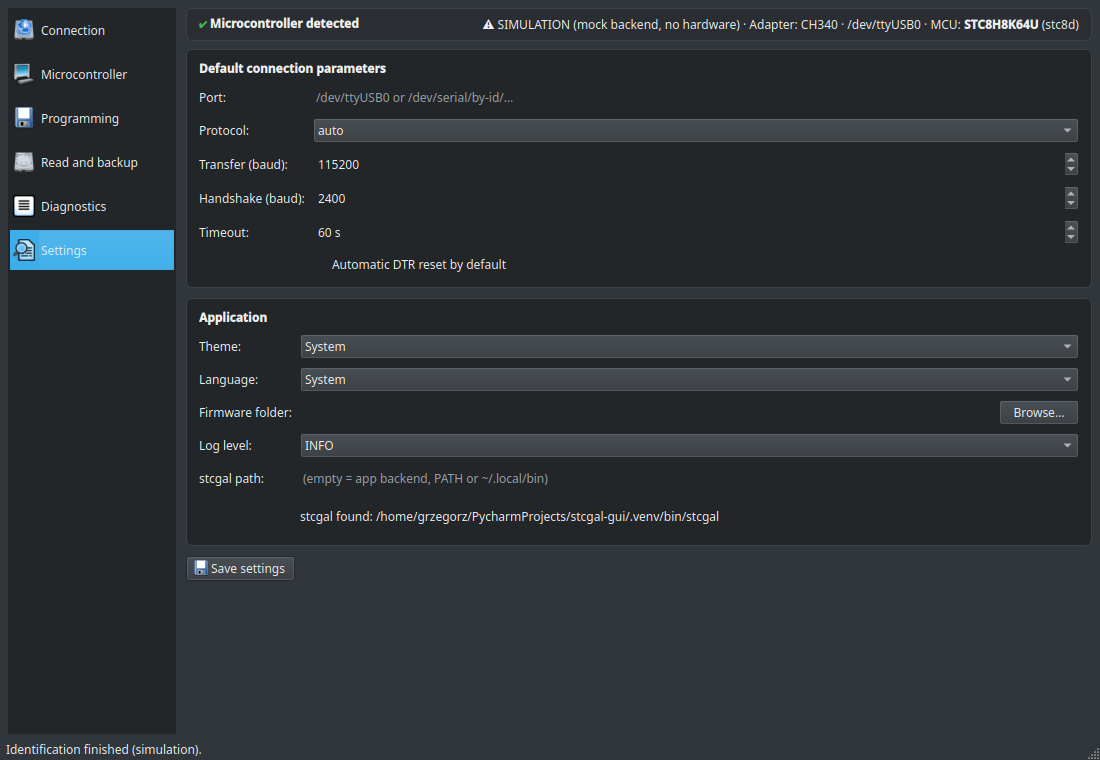 Connection
Microcontroller
Programming
Read and backup
Diagnostics
Settings
✔ Microcontroller detected
⚠ SIMULATION (mock backend, no hardware) · Adapter: CH340 · /dev/ttyUSB0 · MCU: STC8H8K64U (stc8d)
Default connection parameters
Port: /dev/ttyUSB0 or /dev/serial/by-id/...
Protocol: auto
Transfer (baud): 115200
Handshake (baud): 2400
Timeout: 60 s
Automatic DTR reset by default
Application
Theme: System
Language: System
Firmware folder: Browse...
Log level: INFO
stcgal path: (empty = app backend, PATH or ~/.local/bin)
stcgal found: /home/grzegorz/PycharmProjects/stcgal-gui/.venv/bin/stcgal
Save settings
Identification finished (simulation).